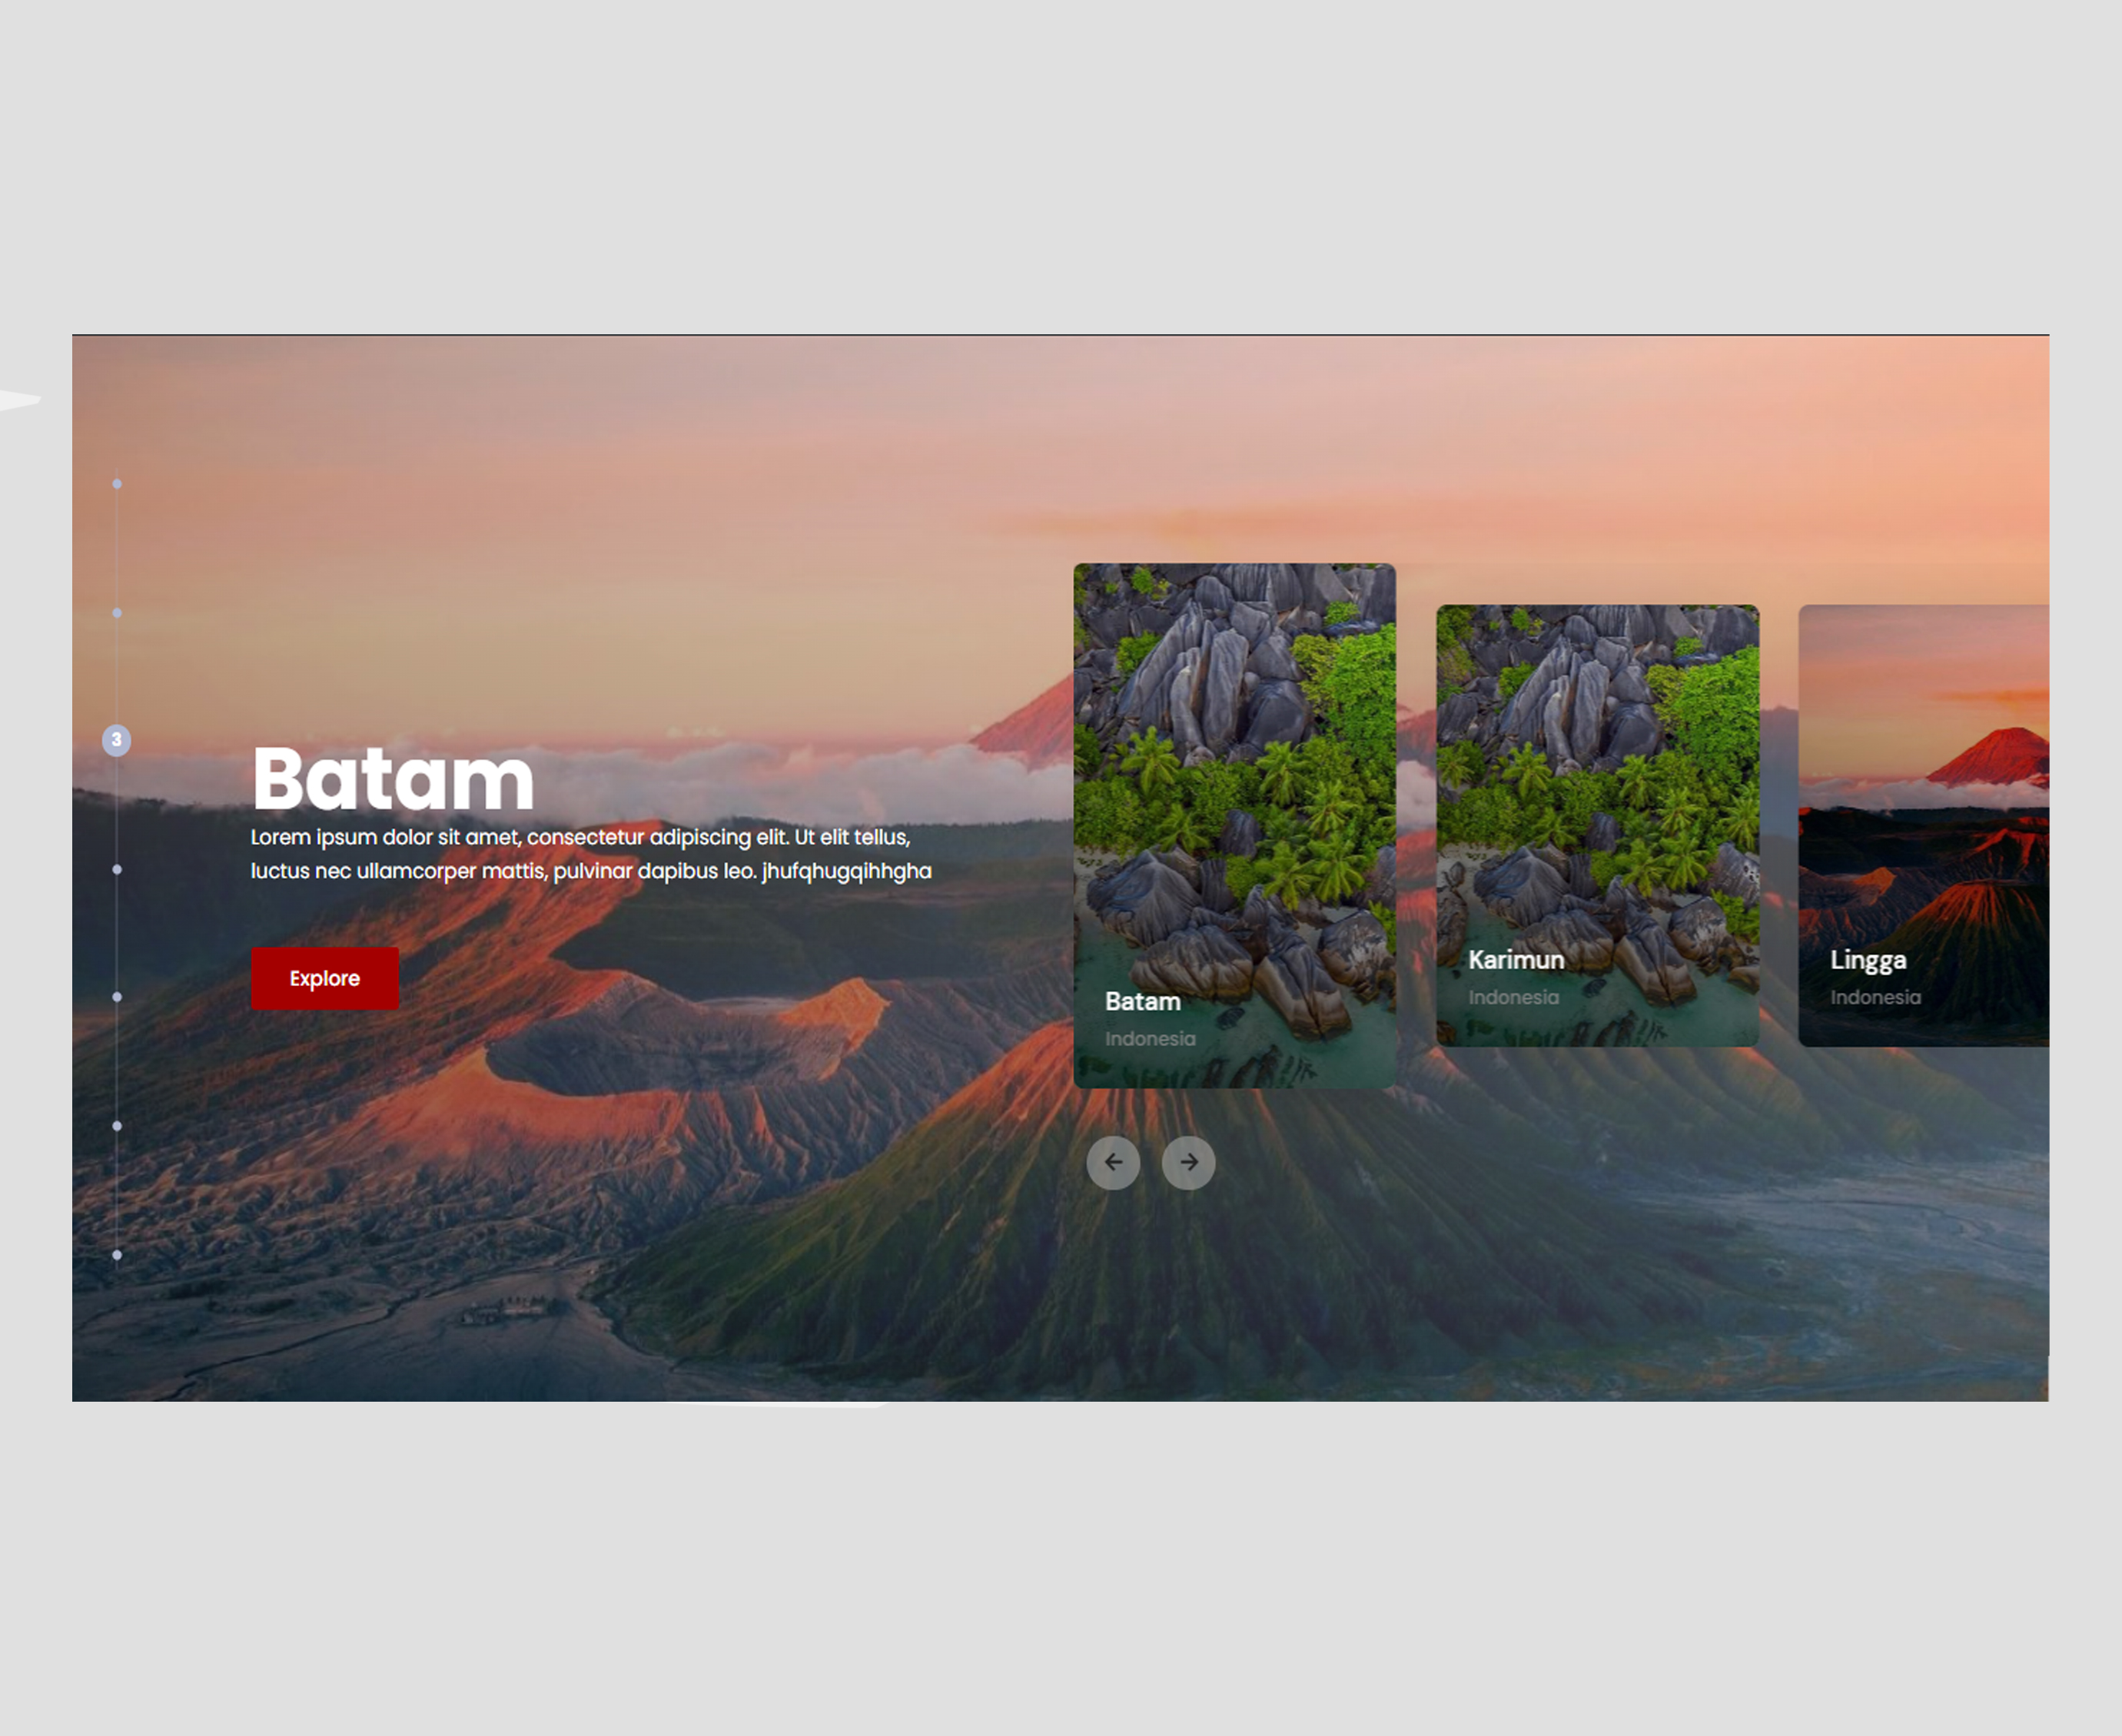 3
Batam
Lorem ipsum dolor sit amet, consectetur adipiscing elit. Ut elit tellus,
luctus nec ullamcorper mattis, pulvinar dapibus leo. jhufqhugqihhgha
Explore
Batam
Indonesia
Karimun
Indonesia
Lingga
Indonesia